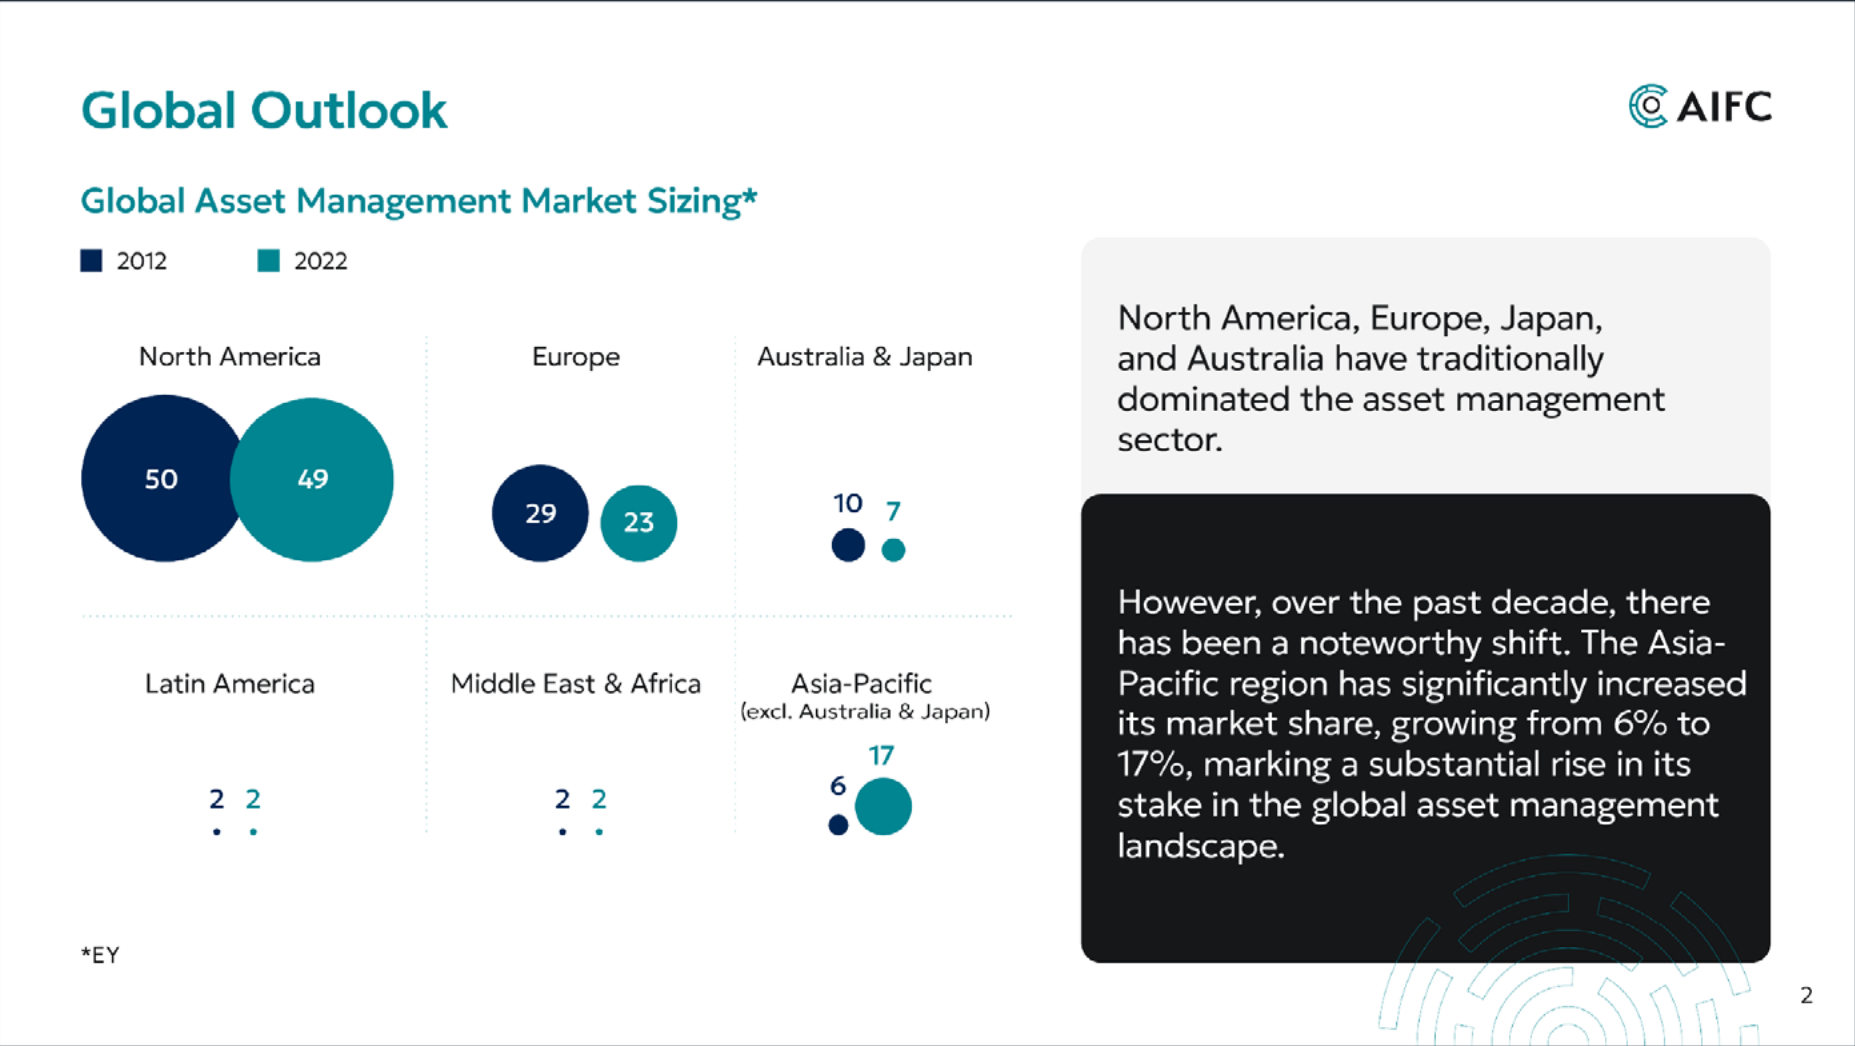 Global Outlook
AIFC
Global Asset Management Market Sizing*
2012
2022
North America
50
49
Europe
29
23
Australia & Japan
10
7
Latin America
2
2
Middle East & Africa
2
2
Asia-Pacific
(excl. Australia & Japan)
6
17
North America, Europe, Japan,
and Australia have traditionally
dominated the asset management
sector.
However, over the past decade, there
has been a noteworthy shift. The Asia-
Pacific region has significantly increased
its market share, growing from 6% to
17%, marking a substantial rise in its
stake in the global asset management
landscape.
*EY
2